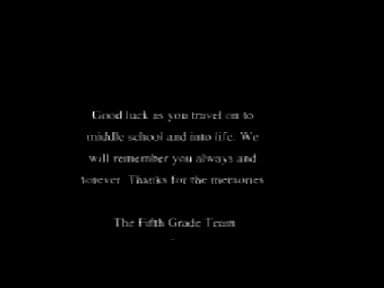 Good luck as you travel on to
middle school and into life. We
will remember you always and
forever. Thanks for the memories
The Fifth Grade Team